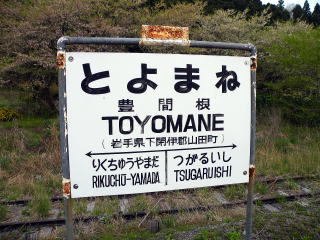 とよまね
豊間根
TOYOMANE
(岩手県下閉伊郡山田町)
りくちゅうやまだ
つがるいし
RIKUCHŪ-YAMADA
TSUGARUISHI